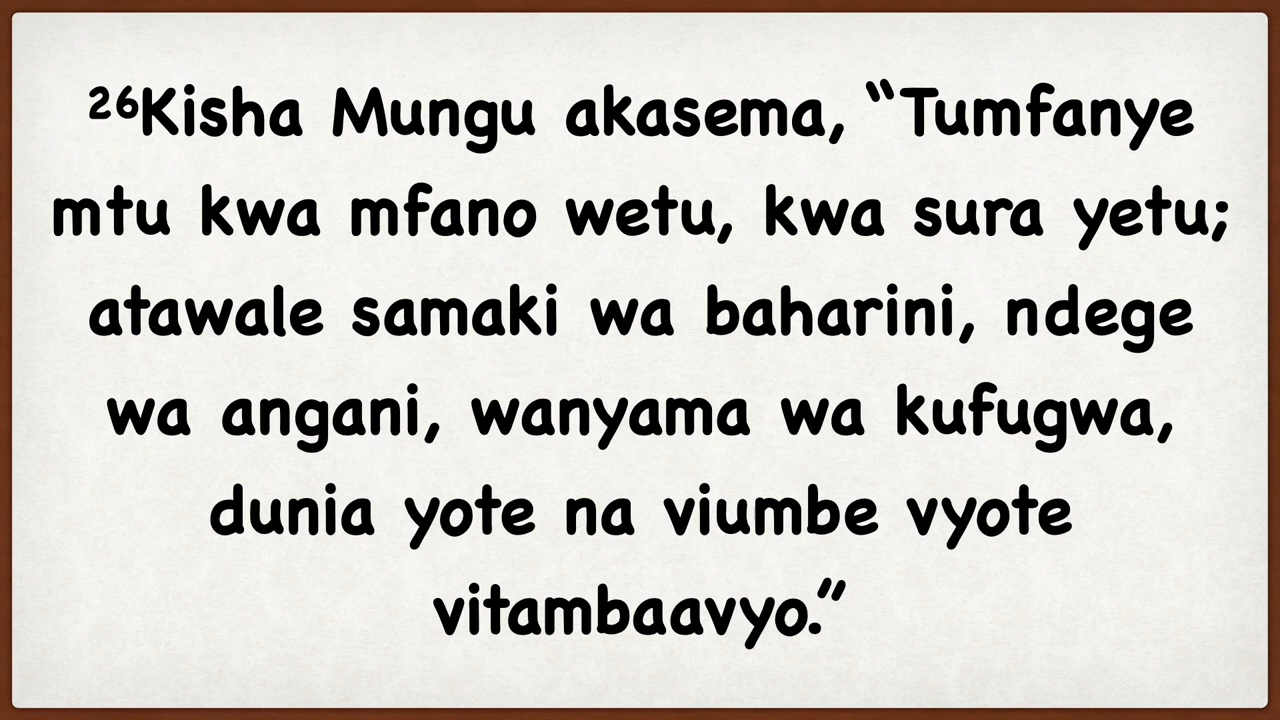 ²⁶Kisha Mungu akasema, “Tumfanye
mtu kwa mfano wetu, kwa sura yetu;
atawale samaki wa baharini, ndege
wa angani, wanyama wa kufugwa,
dunia yote na viumbe vyote
vitambaavyo.”